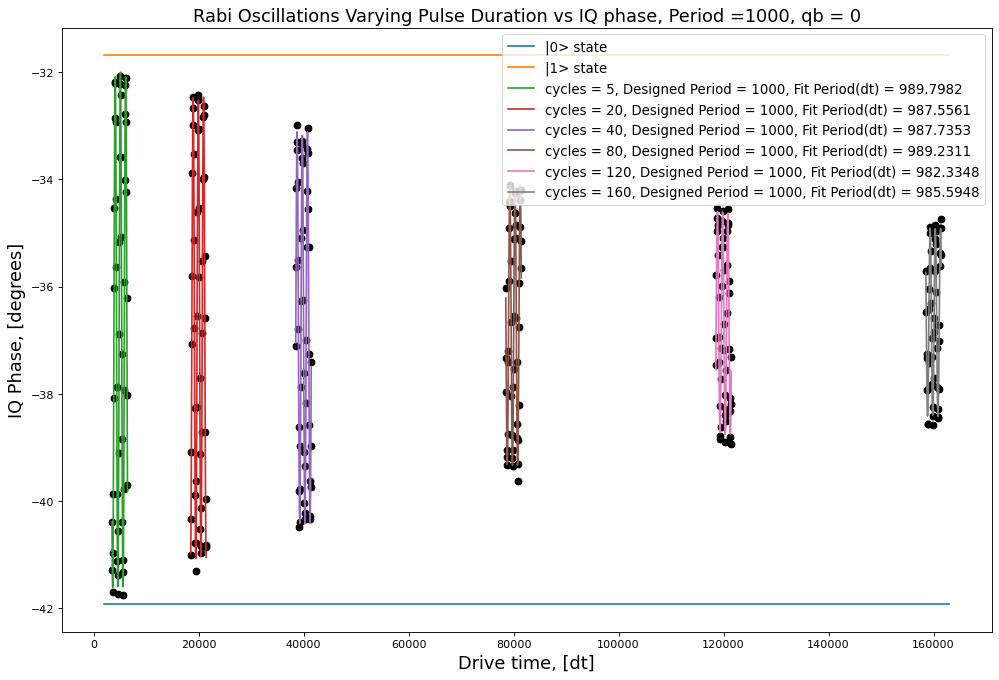 Rabi Oscillations Varying Pulse Duration vs IQ phase, Period =1000, qb = 0
|0> state
|1> state
cycles = 5, Designed Period = 1000, Fit Period(dt) = 989.7982
cycles = 20, Designed Period = 1000, Fit Period(dt) = 987.5561
cycles = 40, Designed Period = 1000, Fit Period(dt) = 987.7353
cycles = 80, Designed Period = 1000, Fit Period(dt) = 989.2311
cycles = 120, Designed Period = 1000, Fit Period(dt) = 982.3348
cycles = 160, Designed Period = 1000, Fit Period(dt) = 985.5948
IQ Phase, [degrees]
−32
−34
−36
−38
−40
−42
0 20000 40000 60000 80000 100000 120000 140000 160000
Drive time, [dt]